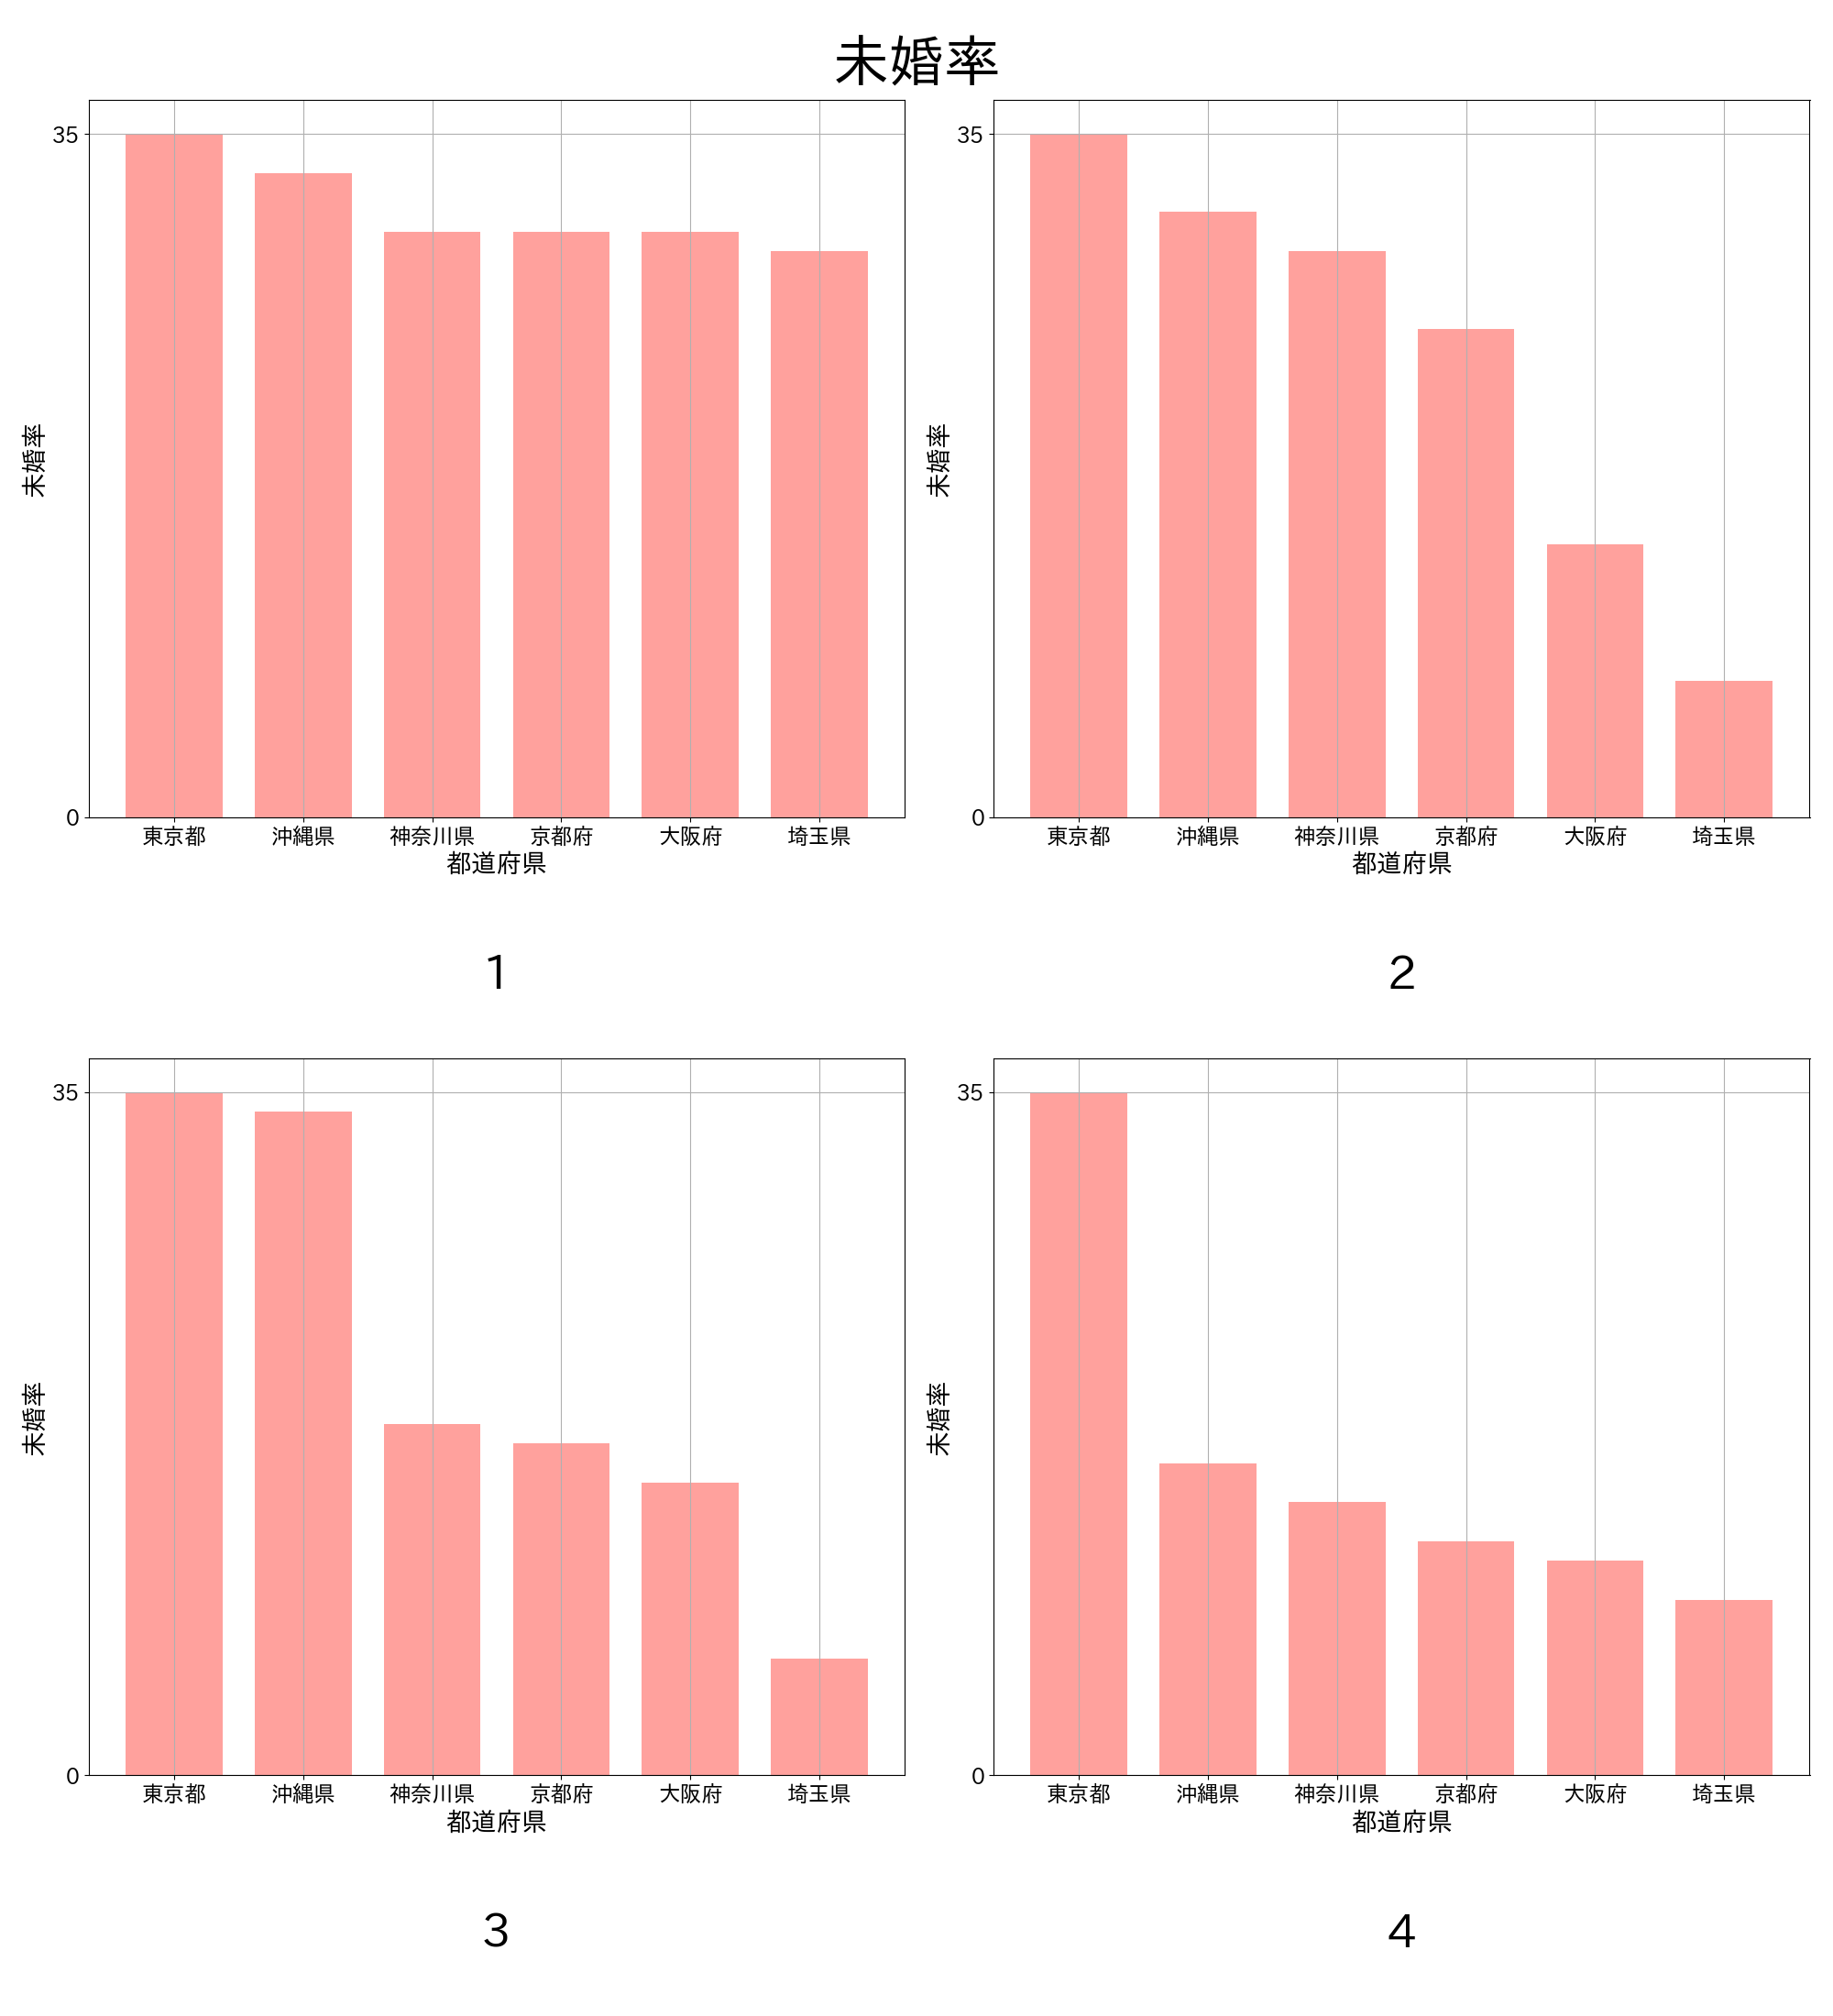 未婚率
35
0
未婚率
東京都 沖縄県 神奈川県 京都府 大阪府 埼玉県
都道府県
1
35
0
未婚率
東京都 沖縄県 神奈川県 京都府 大阪府 埼玉県
都道府県
2
35
0
未婚率
東京都 沖縄県 神奈川県 京都府 大阪府 埼玉県
都道府県
3
35
0
未婚率
東京都 沖縄県 神奈川県 京都府 大阪府 埼玉県
都道府県
4